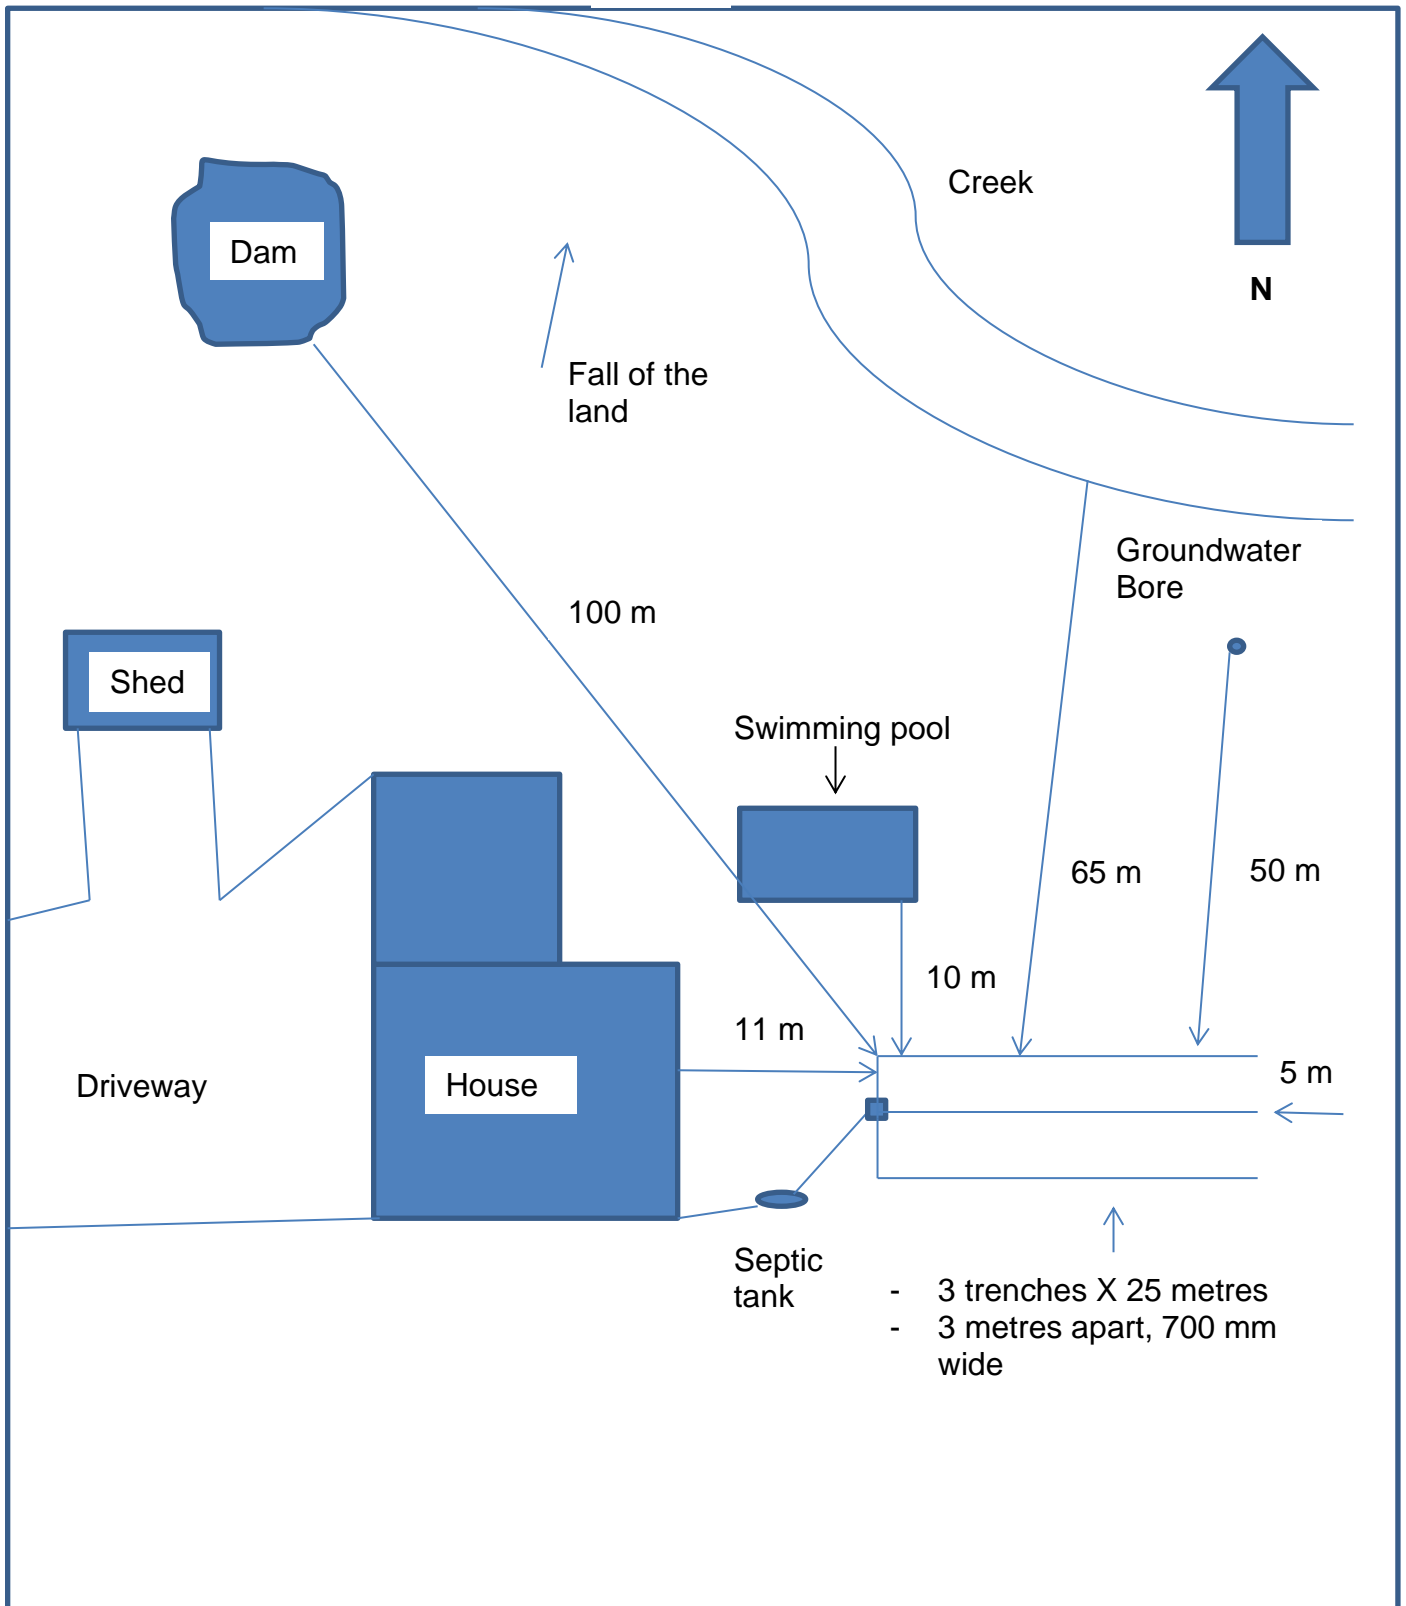 Creek
Dam
N
Fall of the
land
Groundwater
Bore
100 m
Shed
Swimming pool
65 m
50 m
10 m
11 m
5 m
Driveway
House
Septic
tank
- 3 trenches X 25 metres
- 3 metres apart, 700 mm
wide